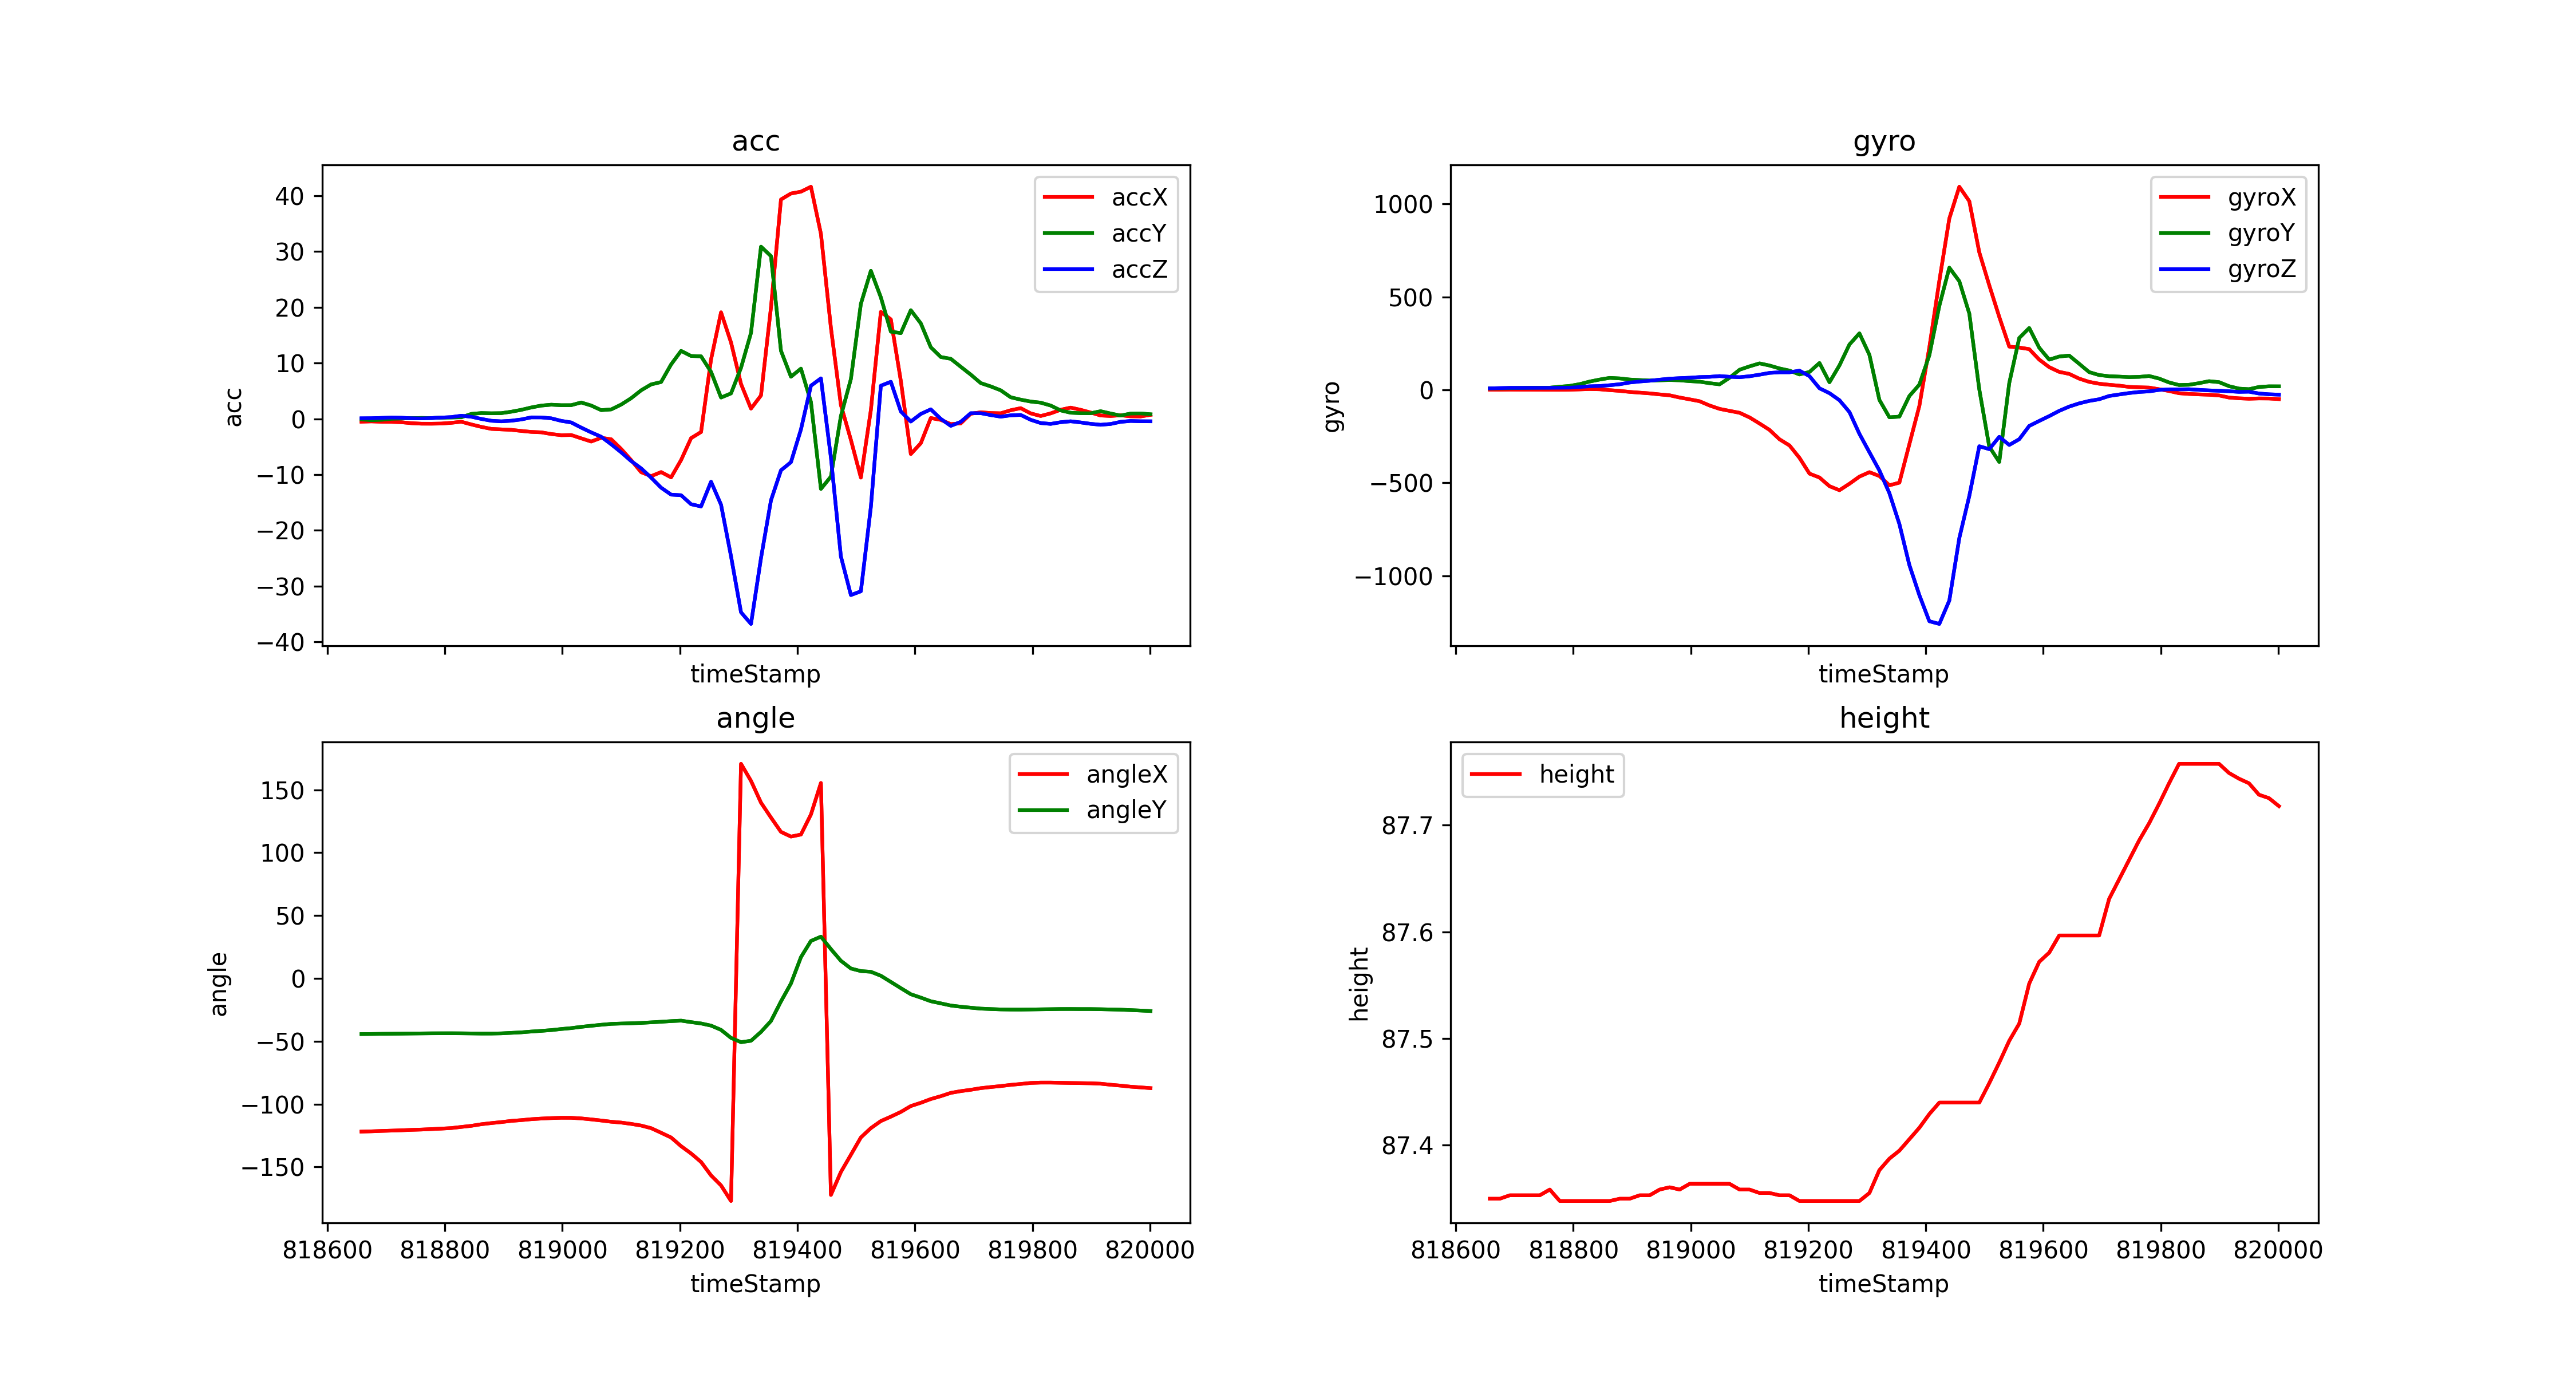 acc
40
30
20
10
0
−10
−20
−30
−40
acc
timeStamp
accX
accY
accZ
gyro
1000
500
0
−500
−1000
gyro
timeStamp
gyroX
gyroY
gyroZ
angle
150
100
50
0
−50
−100
−150
angle
818600 818800 819000 819200 819400 819600 819800 820000
timeStamp
angleX
angleY
height
87.7
87.6
87.5
87.4
height
818600 818800 819000 819200 819400 819600 819800 820000
timeStamp
height